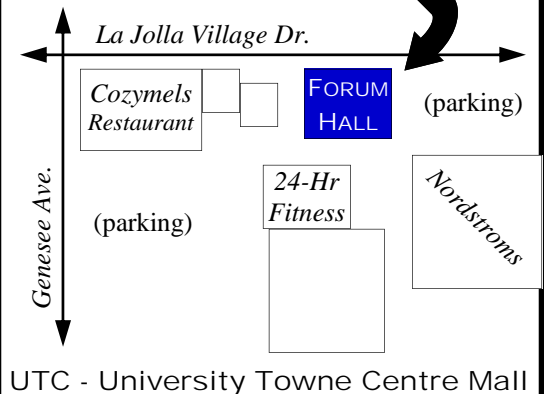 La Jolla Village Dr.
Cozymels
Restaurant
FORUM
HALL
(parking)
Genesee Ave.
(parking)
24-Hr
Fitness
Nordstroms
UTC - University Towne Centre Mall